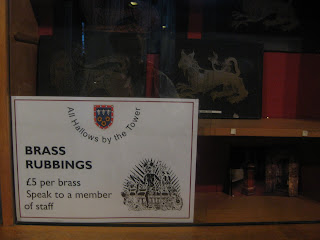 All Hallows by the Tower
BRASS
RUBBINGS
£5 per brass
Speak to a member
of staff